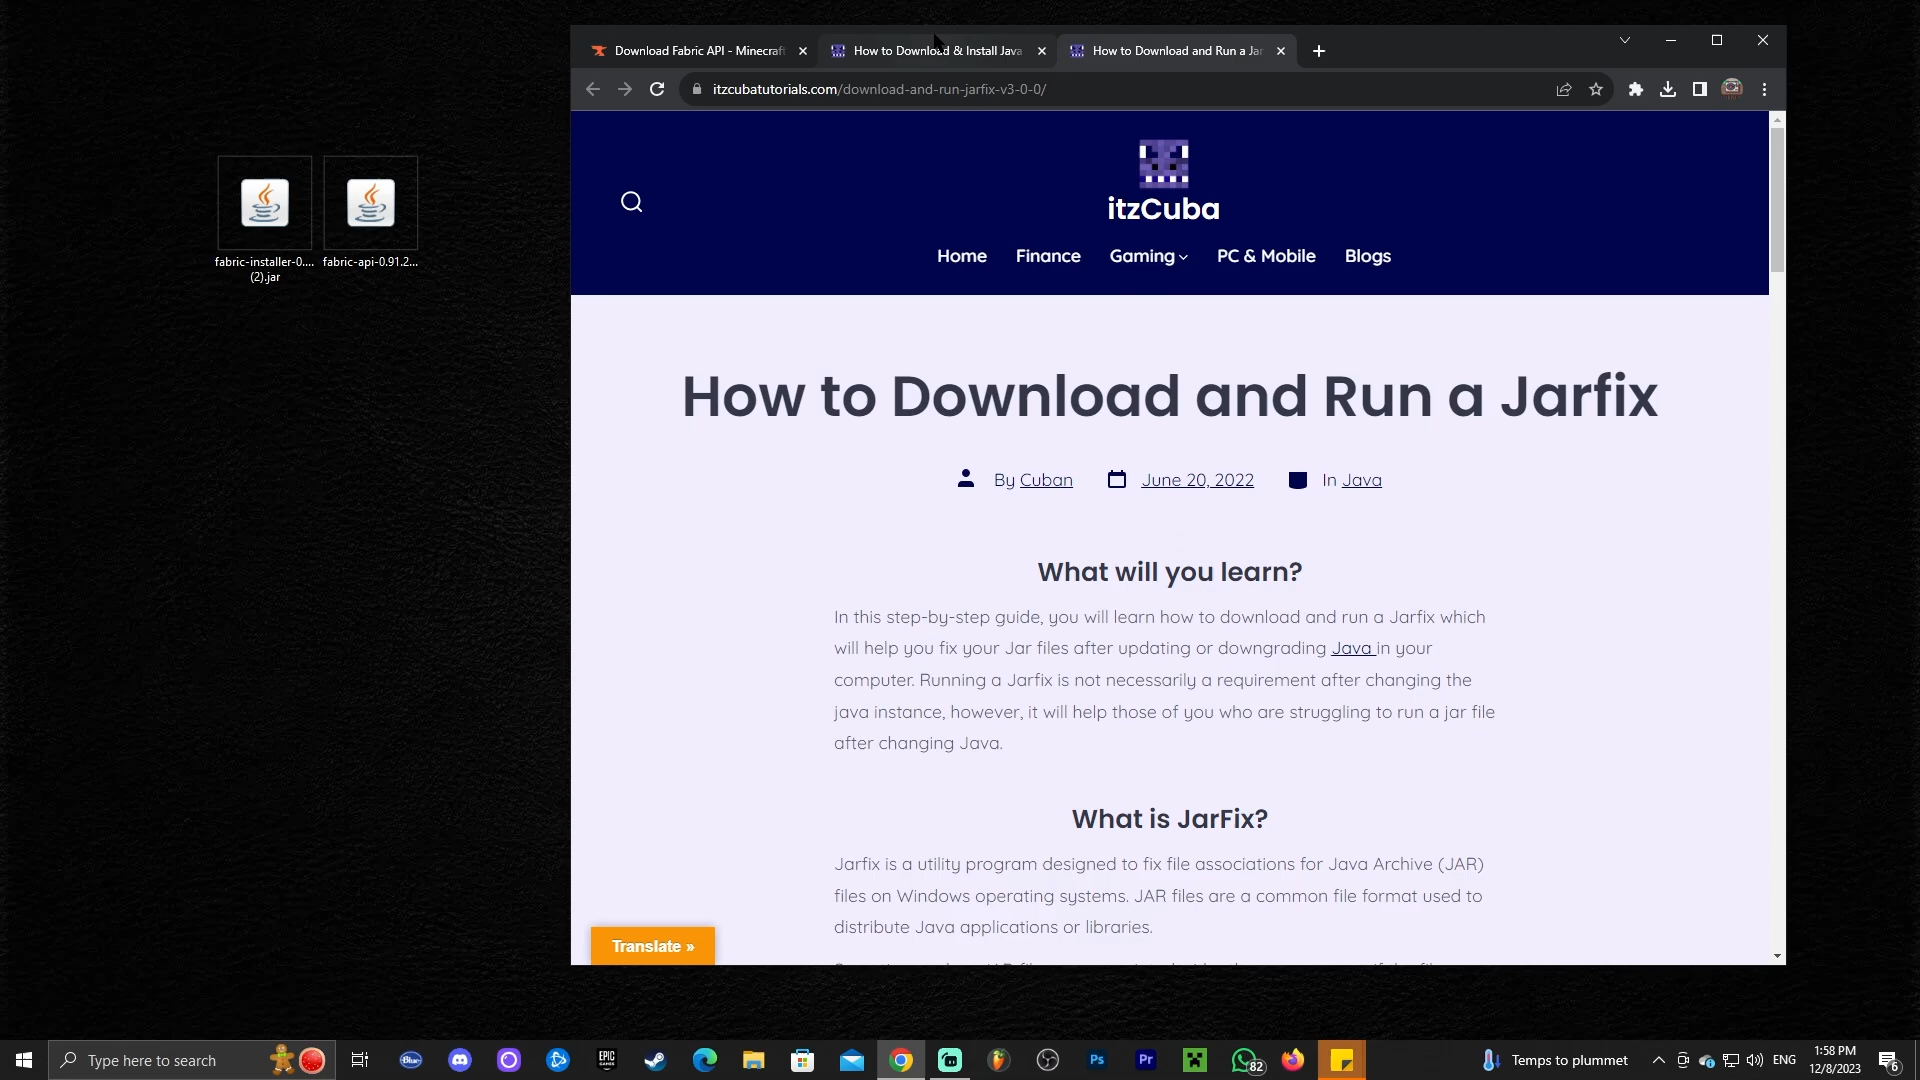 Download Fabric API - Minecraft
How to Download & Install Java
How to Download and Run a Jar
itzcubatutorials.com/download-and-run-jarfix-v3-0-0/
fabric-installer-0....
(2).jar
fabric-api-0.91.2...
itzCuba
Home
Finance
Gaming
PC & Mobile
Blogs
How to Download and Run a Jarfix
By Cuban
June 20, 2022
In Java
What will you learn?
In this step-by-step guide, you will learn how to download and run a Jarfix which
will help you fix your Jar files after updating or downgrading Java in your
computer. Running a Jarfix is not necessarily a requirement after changing the
java instance, however, it will help those of you who are struggling to run a jar file
after changing Java.
What is JarFix?
Jarfix is a utility program designed to fix file associations for Java Archive (JAR)
files on Windows operating systems. JAR files are a common file format used to
distribute Java applications or libraries.
Translate »
Type here to search
Blue
EPIC
GAMES
Ps
Pr
82
Temps to plummet
ENG
1:58 PM
12/8/2023
6